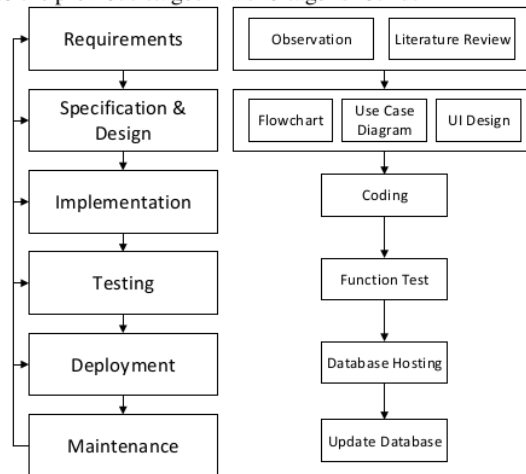 Requirements
Observation
Literature Review
Specification &
Design
Flowchart
Use Case
Diagram
UI Design
Implementation
Coding
Testing
Function Test
Deployment
Database Hosting
Maintenance
Update Database